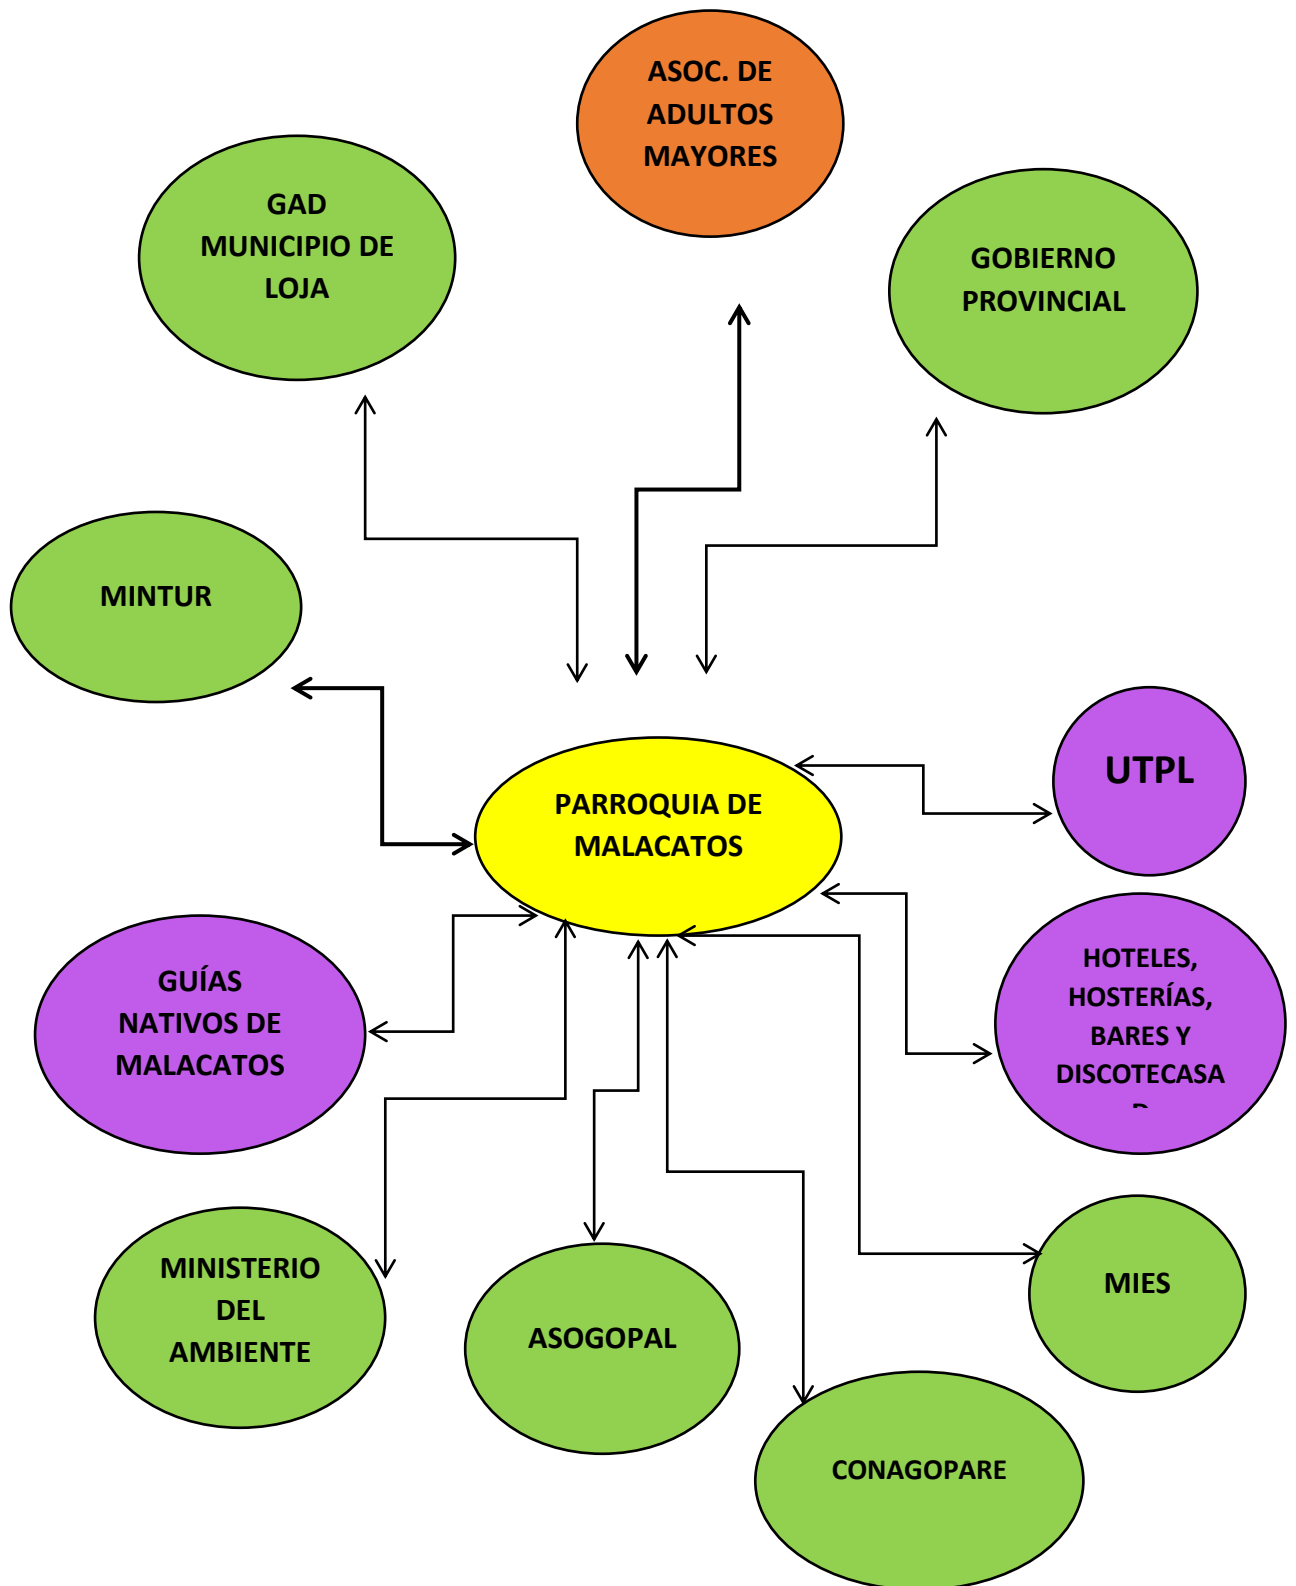 ASOC. DE
ADULTOS
MAYORES
GAD
MUNICIPIO DE
LOJA
GOBIERNO
PROVINCIAL
MINTUR
UTPL
PARROQUIA DE
MALACATOS
HOTELES,
HOSTERÍAS,
BARES Y
DISCOTECASA
GUÍAS
NATIVOS DE
MALACATOS
MINISTERIO
DEL
AMBIENTE
ASOGOPAL
MIES
CONAGOPARE